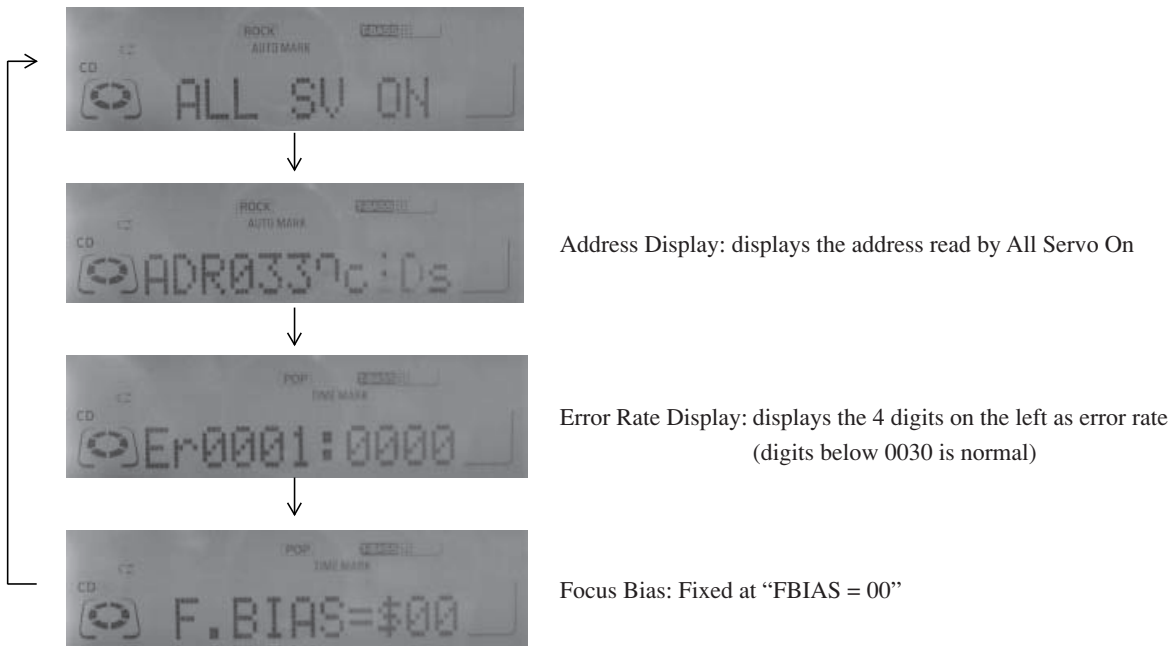 ROCK
AUTO MARK
CD
ALL SV ON
ROCK
AUTO MARK
CD
Address Display: displays the address read by All Servo On
POP
TIME MARK
CD
Er0001:0000
Error Rate Display: displays the 4 digits on the left as error rate
(digits below 0030 is normal)
POP
TIME MARK
CD
F.BIAS=$00
Focus Bias: Fixed at “FBIAS = 00”